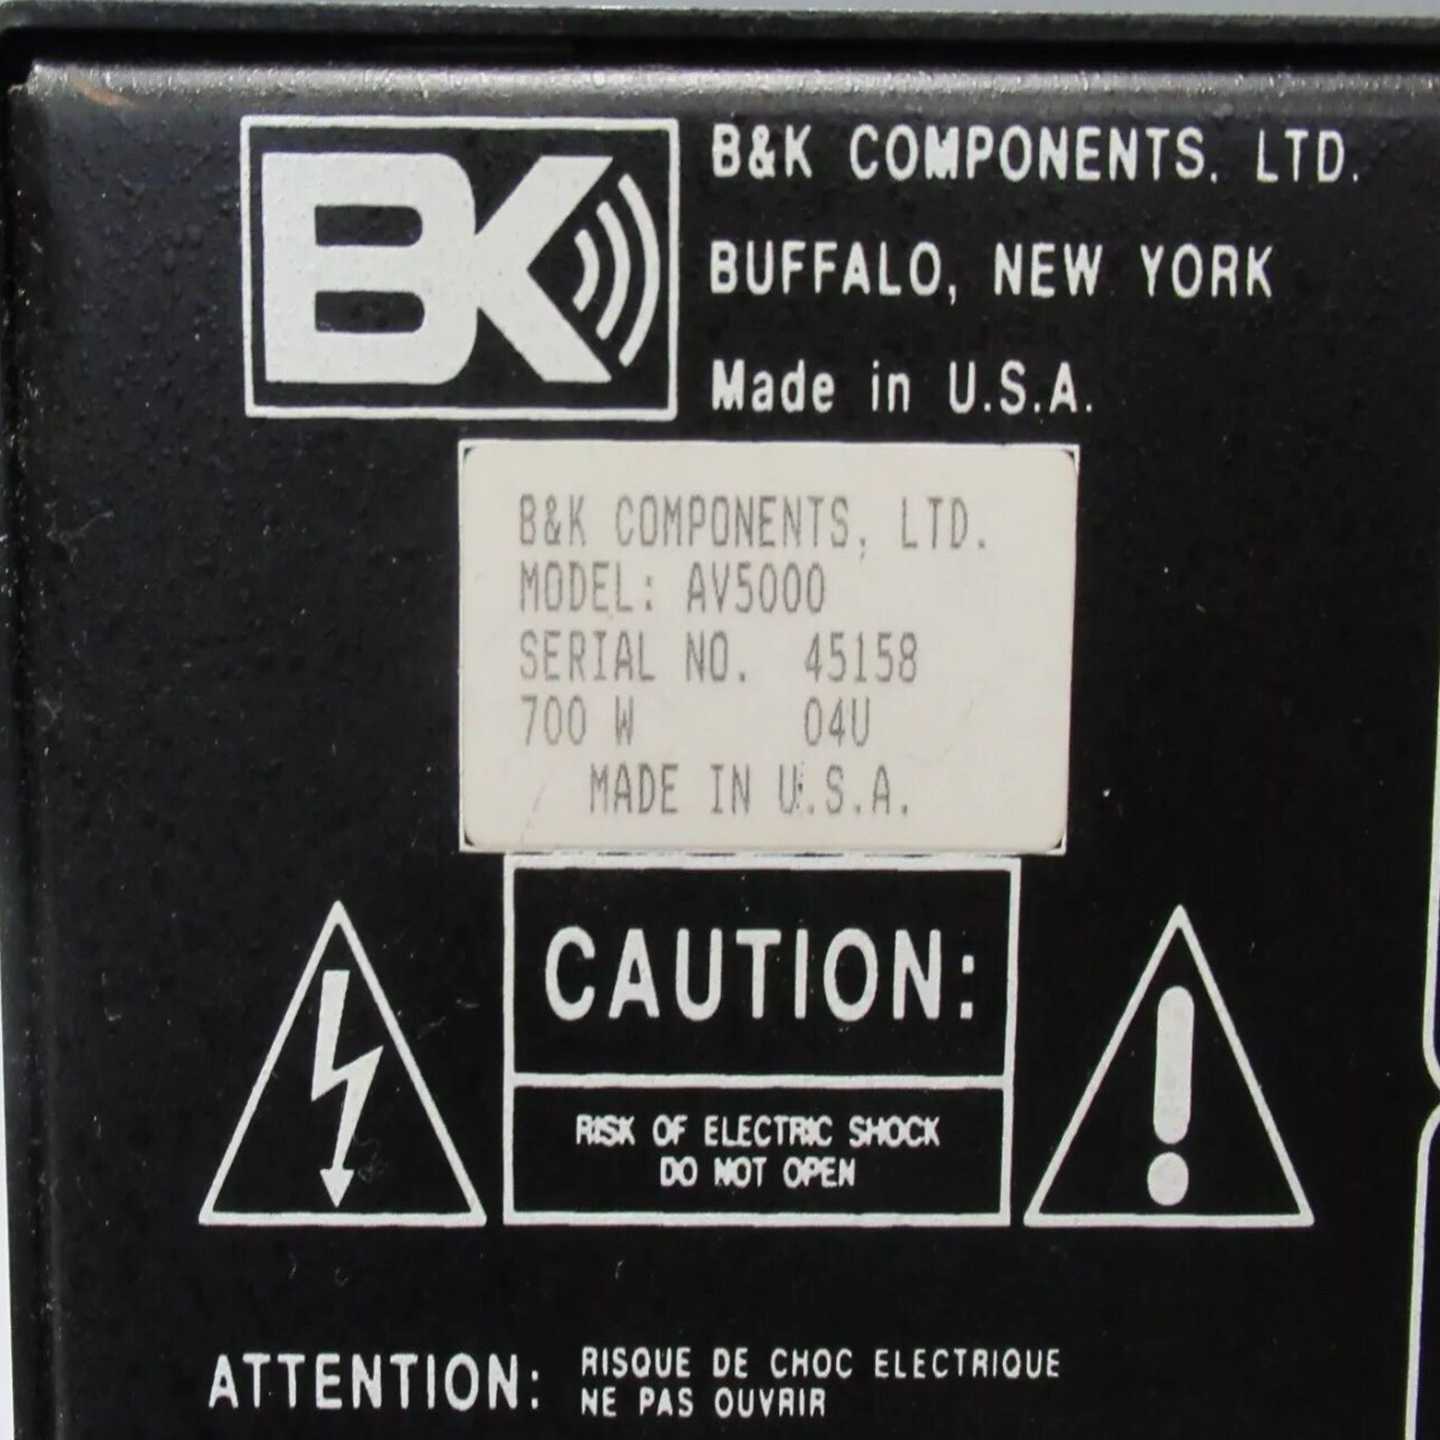 BK
B&K COMPONENTS, LTD.
BUFFALO, NEW YORK
Made in U.S.A.
B&K COMPONENTS, LTD.
MODEL: AV5000
SERIAL NO. 45158
700 W 04U
MADE IN U.S.A.
CAUTION:
RISK OF ELECTRIC SHOCK
DO NOT OPEN
ATTENTION: RISQUE DE CHOC ELECTRIQUE
NE PAS OUVRIR